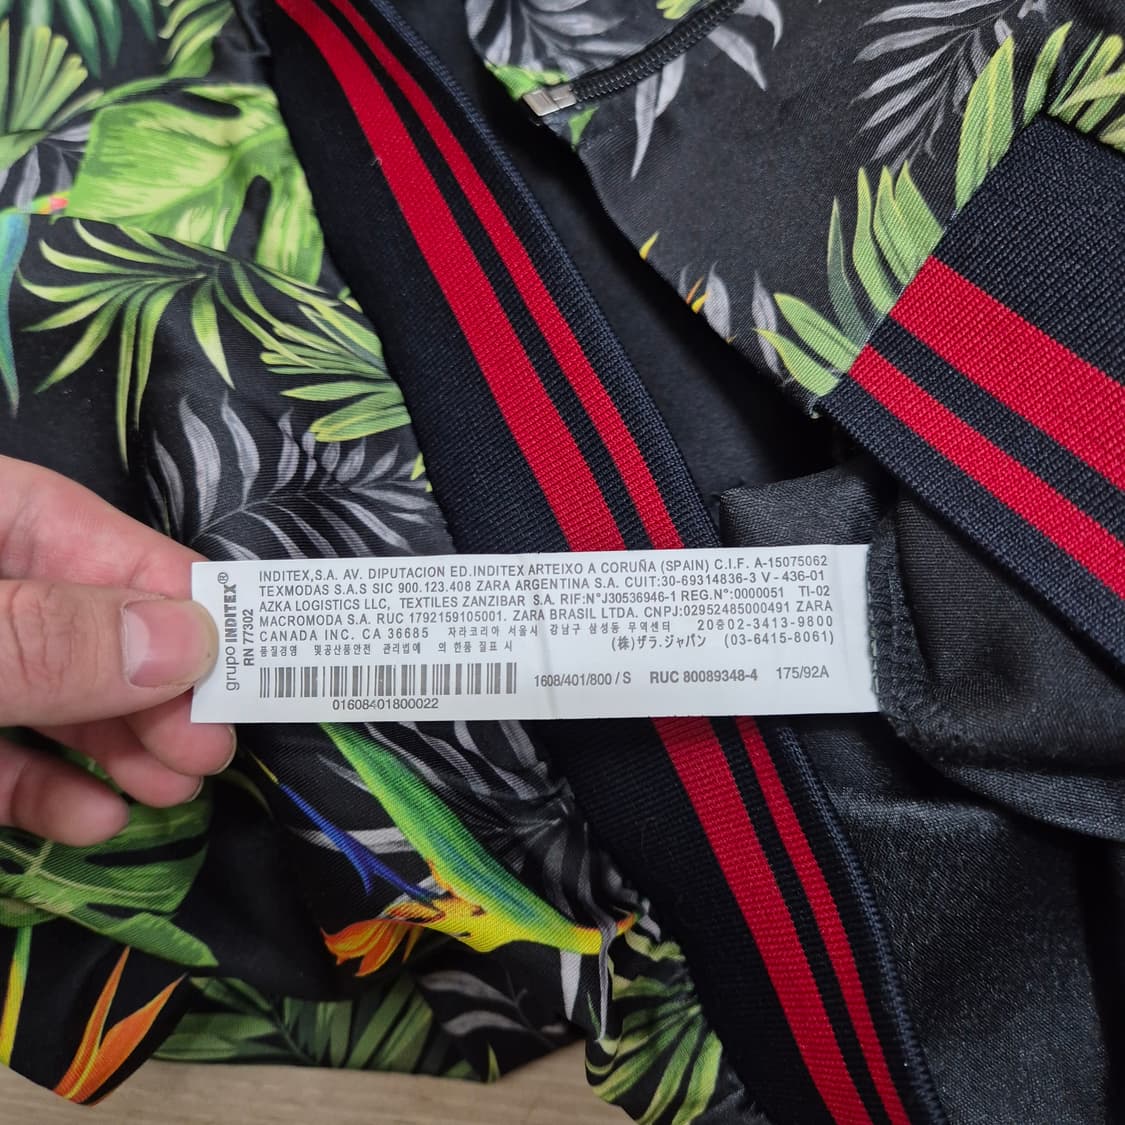 grupo INDITEX®
RN 77302
INDITEX,S.A. AV. DIPUTACION ED.INDITEX ARTEIXO A CORUÑA (SPAIN) C.I.F. A-15075062
TEXMODAS S.A.S SIC 900.123.408 ZARA ARGENTINA S.A. CUIT:30-69314836-3 V - 436-01
AZKA LOGISTICS LLC, TEXTILES ZANZIBAR S.A. RIF:N°J30536946-1 REG.N°:0000051 TI-02
MACROMODA S.A. RUC 1792159105001. ZARA BRASIL LTDA. CNPJ:02952485000491 ZARA
CANADA INC. CA 36685 자라코리아 서울시 강남구 삼성동 무역센터 20층02-3413-9800
품질경영 및공산품안전 관리법에 의한품질표시 (株)ザラ.ジャパン (03-6415-8061)
1608/401/800 / S RUC 80089348-4 175/92A
01608401800022